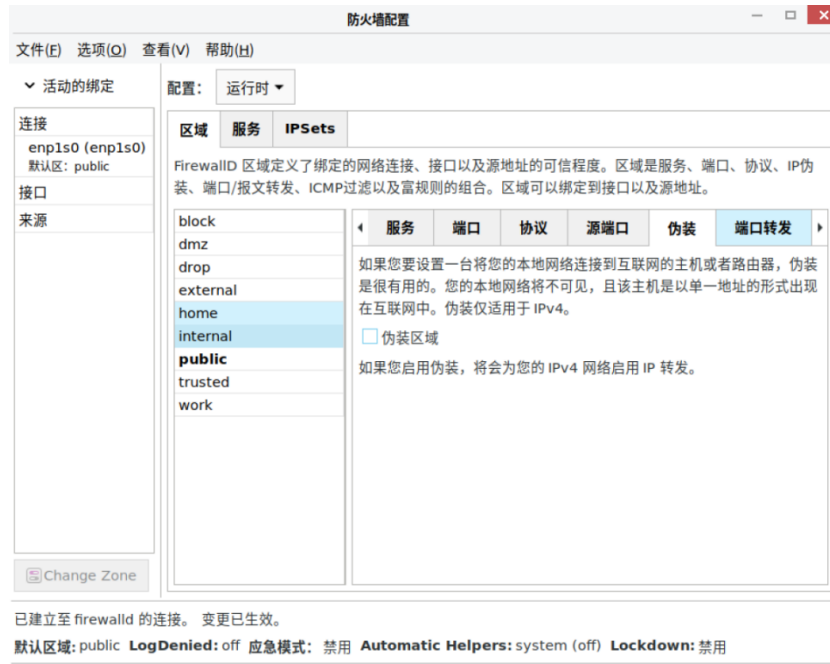 防火墙配置
文件(F) 选项(O) 查看(V) 帮助(H)
活动的绑定
连接
enp1s0 (enp1s0)
默认区: public
接口
来源
Change Zone
配置: 运行时
区域 服务 IPSets
FirewallD 区域定义了绑定的网络连接、接口以及源地址的可信程度。区域是服务、端口、协议、IP伪
装、端口/报文转发、ICMP过滤以及富规则的组合。区域可以绑定到接口以及源地址。
block
dmz
drop
external
home
internal
public
trusted
work
服务 端口 协议 源端口 伪装 端口转发
如果您要设置一台将您的本地网络连接到互联网的主机或者路由器，伪装
是很有用的。您的本地网络将不可见，且该主机是以单一地址的形式出现
在互联网中。伪装仅适用于 IPv4。
伪装区域
如果您启用伪装，将会为您的 IPv4 网络启用 IP 转发。
已建立至 firewalld 的连接。 变更已生效。
默认区域: public LogDenied: off 应急模式: 禁用 Automatic Helpers: system (off) Lockdown: 禁用